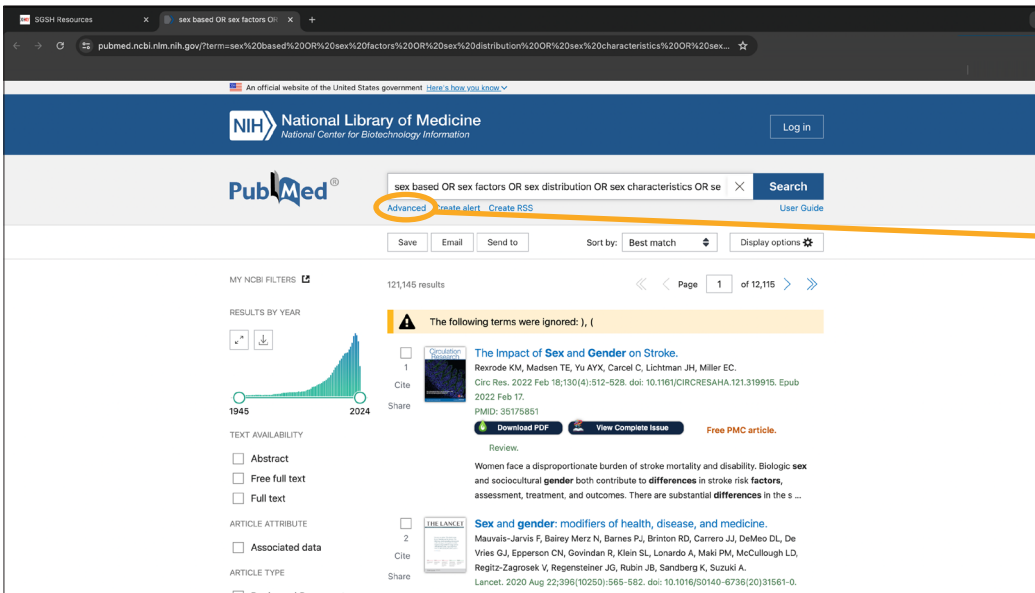 SGSH Resources
sex based OR sex factors OR
pubmed.ncbi.nlm.nih.gov/?term=sex%20based%20OR%20sex%20factors%20OR%20sex%20distribution%20OR%20sex%20characteristics%20OR%20sex...
An official website of the United States government Here's how you know
NIH National Library of Medicine
National Center for Biotechnology Information
Log in
PubMed®
sex based OR sex factors OR sex distribution OR sex characteristics OR se
Search
Advanced Create alert Create RSS
User Guide
Save Email Send to Sort by: Best match Display options
MY NCBI FILTERS
121,145 results
Page 1 of 12,115
RESULTS BY YEAR
1945 2024
TEXT AVAILABILITY
Abstract
Free full text
Full text
ARTICLE ATTRIBUTE
Associated data
ARTICLE TYPE
The following terms were ignored: ), (
1
Cite
Share
Circulation
Research
The Impact of Sex and Gender on Stroke.
Rexrode KM, Madsen TE, Yu AYX, Carcel C, Lichtman JH, Miller EC.
Circ Res. 2022 Feb 18;130(4):512-528. doi: 10.1161/CIRCRESAHA.121.319915. Epub
2022 Feb 17.
PMID: 35175851
Download PDF View Complete Issue Free PMC article.
Review.
Women face a disproportionate burden of stroke mortality and disability. Biologic sex
and sociocultural gender both contribute to differences in stroke risk factors,
assessment, treatment, and outcomes. There are substantial differences in the s ...
2
Cite
Share
THE LANCET
Sex and gender: modifiers of health, disease, and medicine.
Mauvais-Jarvis F, Bairey Merz N, Barnes PJ, Brinton RD, Carrero JJ, DeMeo DL, De
Vries GJ, Epperson CN, Govindan R, Klein SL, Lonardo A, Maki PM, McCullough LD,
Regitz-Zagrosek V, Regensteiner JG, Rubin JB, Sandberg K, Suzuki A.
Lancet. 2020 Aug 22;396(10250):565-582. doi: 10.1016/S0140-6736(20)31561-0.